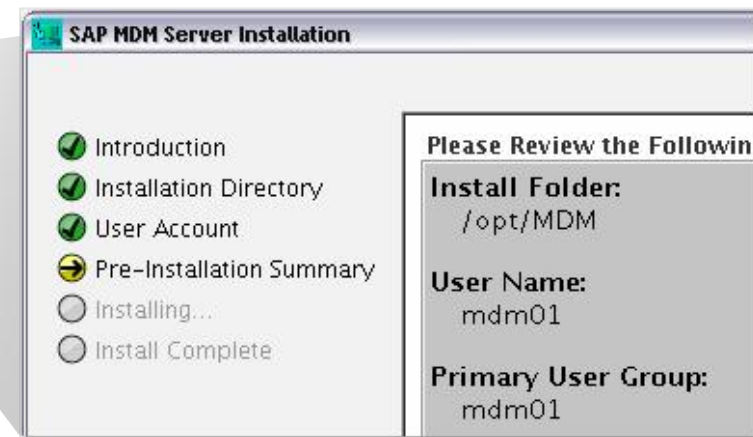 SAP MDM Server Installation
Introduction
Installation Directory
User Account
Pre-Installation Summary
Installing...
Install Complete
Please Review the Followin
Install Folder:
/opt/MDM
User Name:
mdm01
Primary User Group:
mdm01